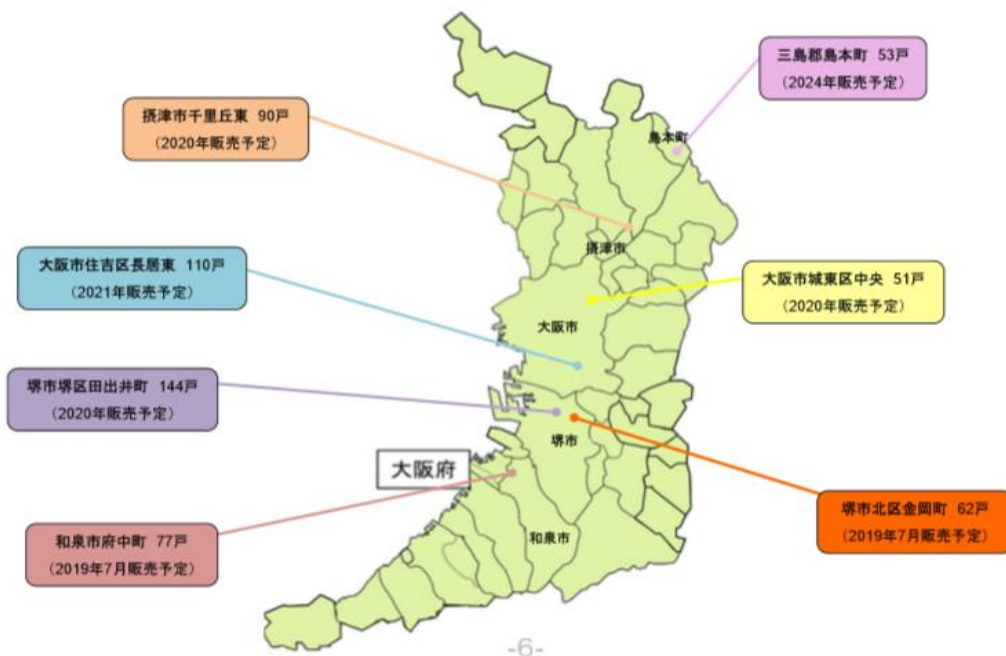 三島郡島本町 53戸
(2024年販売予定)
摂津市千里丘東 90戸
(2020年販売予定)
島本町
摂津市
大阪市住吉区長居東 110戸
(2021年販売予定)
大阪市城東区中央 51戸
(2020年販売予定)
大阪市
堺市堺区田出井町 144戸
(2020年販売予定)
堺市
大阪府
堺市北区金岡町 62戸
(2019年7月販売予定)
和泉市府中町 77戸
(2019年7月販売予定)
和泉市
-6-